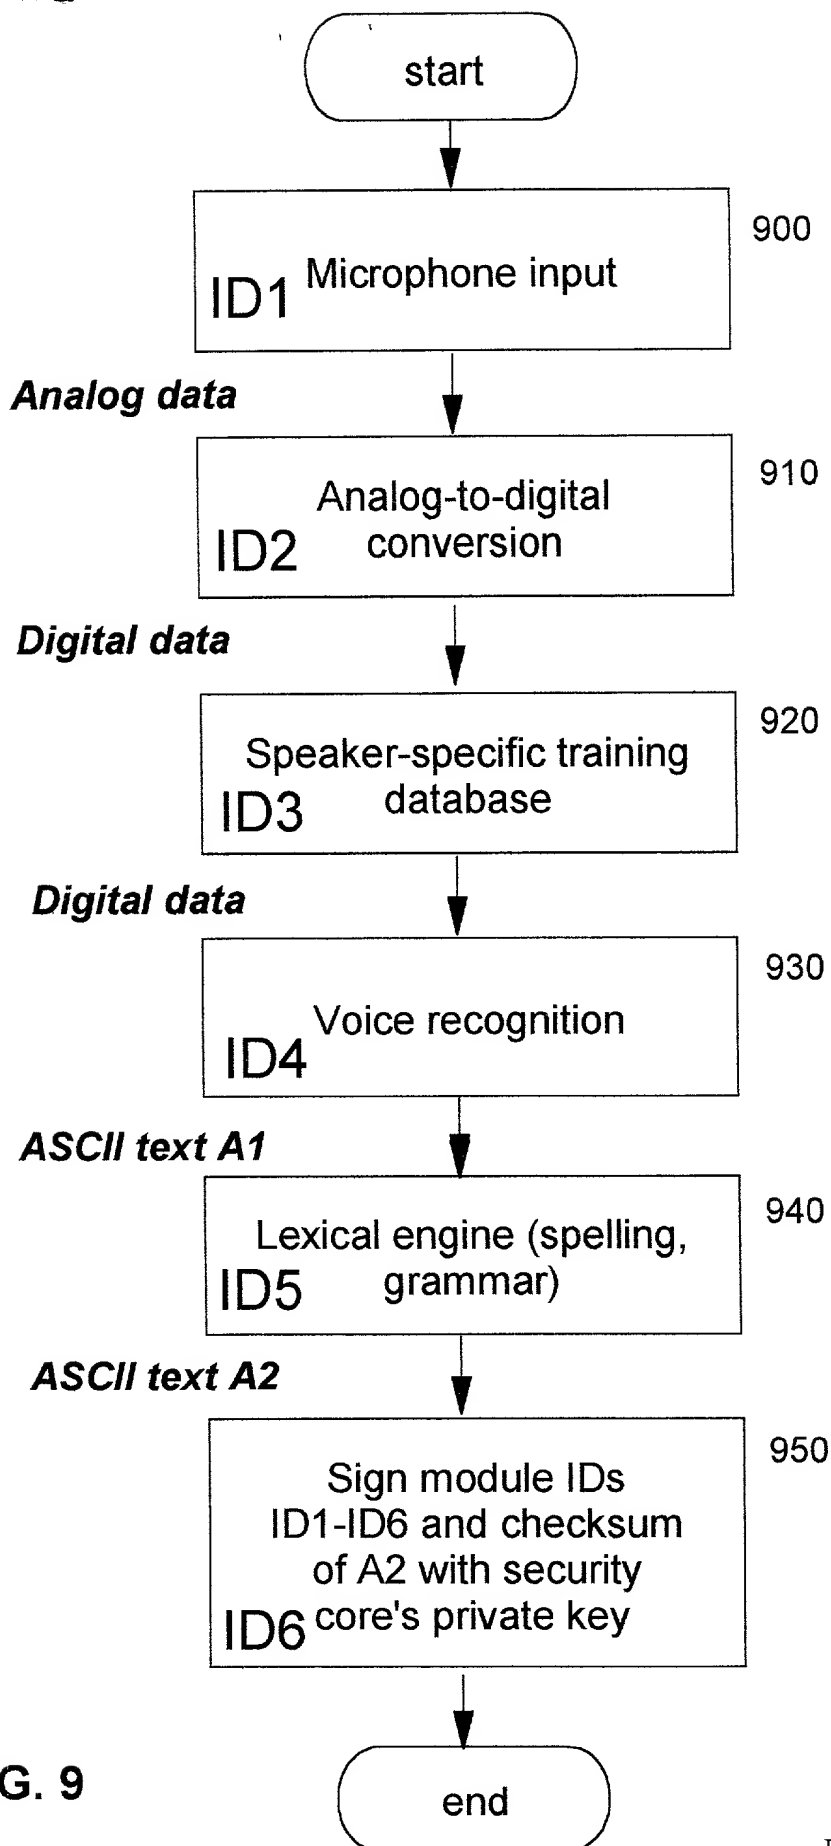 start
900
Microphone input
ID1
Analog data
910
Analog-to-digital
conversion
ID2
Digital data
920
Speaker-specific training
database
ID3
Digital data
930
Voice recognition
ID4
ASCII text A1
940
Lexical engine (spelling,
grammar)
ID5
ASCII text A2
950
Sign module IDs
ID1-ID6 and checksum
of A2 with security
core's private key
ID6
G. 9
end